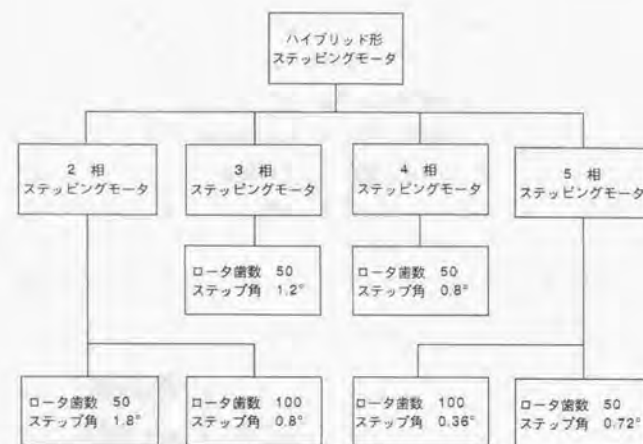 ハイブリッド形
ステッピングモータ
2 相
ステッピングモータ
3 相
ステッピングモータ
4 相
ステッピングモータ
5 相
ステッピングモータ
ロータ歯数 50
ステップ角 1.2°
ロータ歯数 50
ステップ角 0.8°
ロータ歯数 50
ステップ角 1.8°
ロータ歯数 100
ステップ角 0.8°
ロータ歯数 100
ステップ角 0.36°
ロータ歯数 50
ステップ角 0.72°